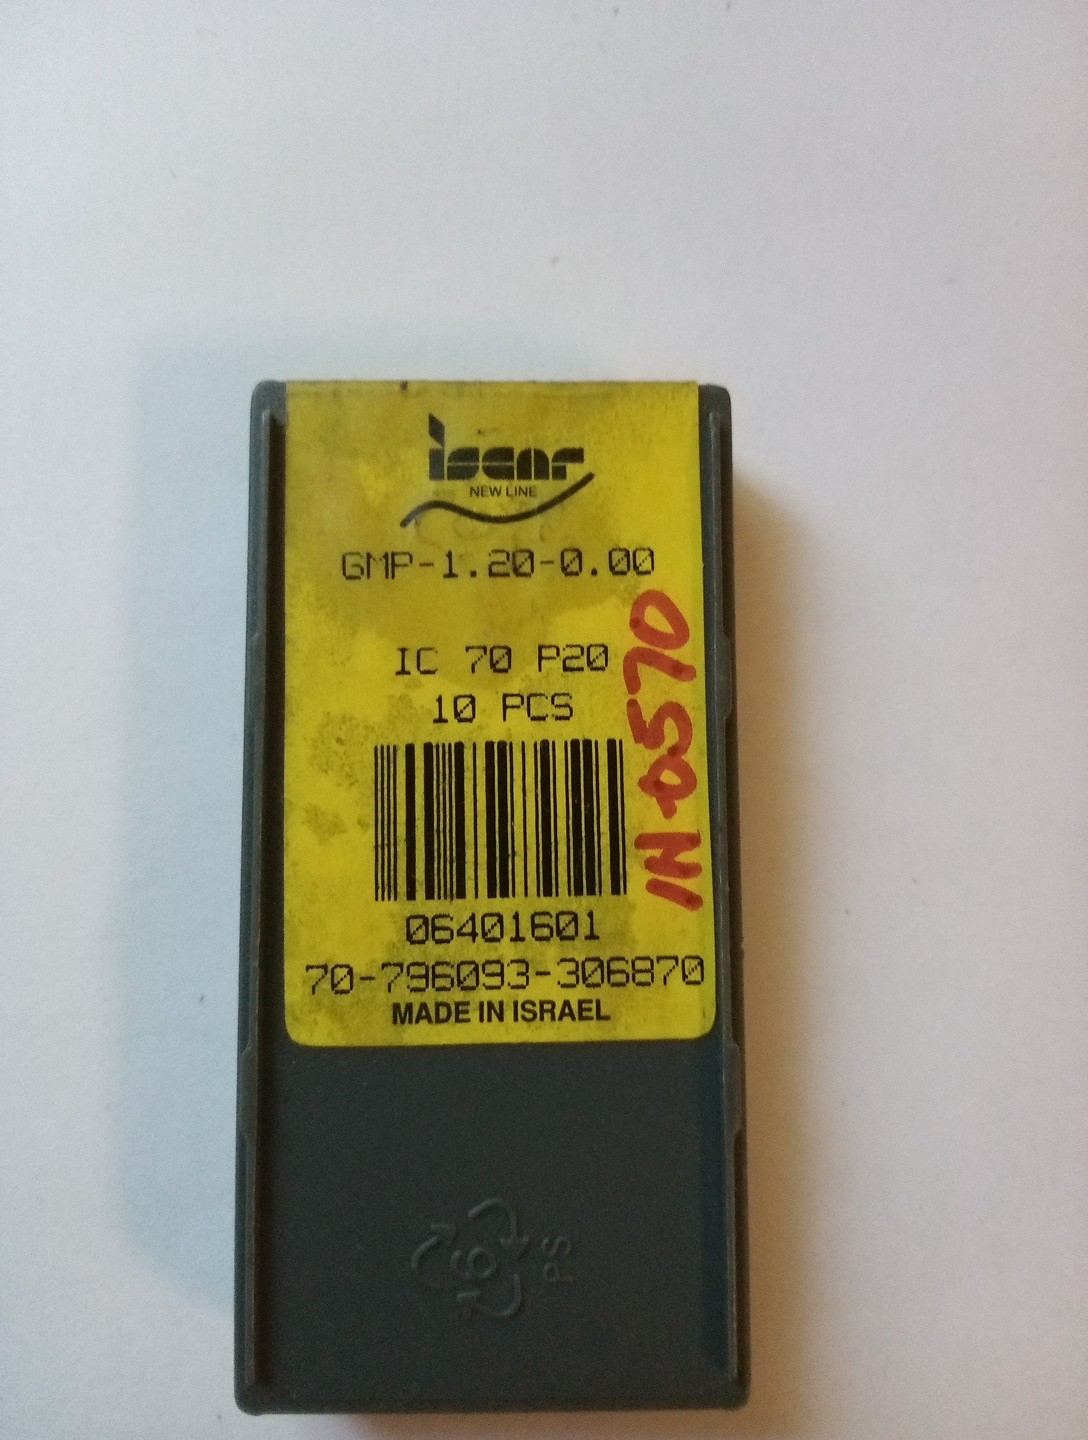 iscar
NEW LINE
GMP-1.20-0.00
IC 70 P20
10 PCS
06401601
70-796093-306870
MADE IN ISRAEL
IN-0570
6
PS